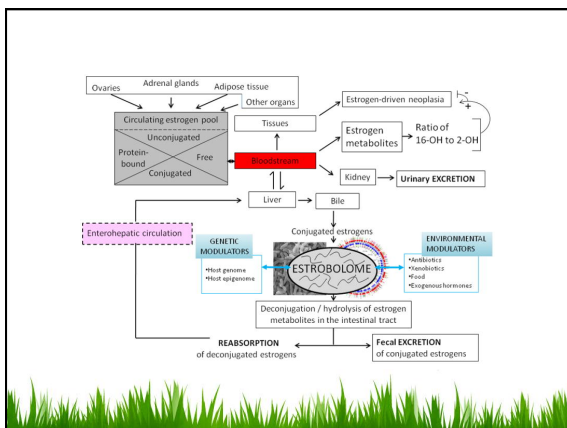 Ovaries
Adrenal glands
Adipose tissue
Other organs
Circulating estrogen pool
Unconjugated
Protein-
bound
Free
Conjugated
Tissues
Bloodstream
Estrogen-driven neoplasia
-
+
Estrogen
metabolites
Ratio of
16-OH to 2-OH
Kidney
Urinary EXCRETION
Liver
Bile
Enterohepatic circulation
Conjugated estrogens
GENETIC
MODULATORS
•Host genome
•Host epigenome
ESTROBOLOME
ENVIRONMENTAL
MODULATORS
•Antibiotics
•Xenobiotics
•Food
•Exogenous hormones
Deconjugation / hydrolysis of estrogen
metabolites in the intestinal tract
REABSORPTION
of deconjugated estrogens
Fecal EXCRETION
of conjugated estrogens